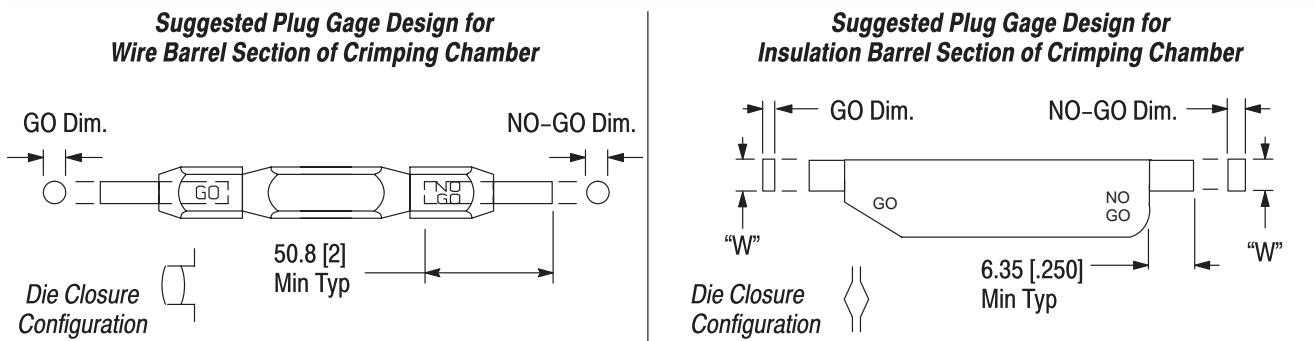 Suggested Plug Gage Design for
Wire Barrel Section of Crimping Chamber
GO Dim.
NO–GO Dim.
GO
NO
GO
50.8 [2]
Min Typ
Die Closure
Configuration
Suggested Plug Gage Design for
Insulation Barrel Section of Crimping Chamber
GO Dim.
NO–GO Dim.
GO
NO
GO
“W”
“W”
6.35 [.250]
Min Typ
Die Closure
Configuration